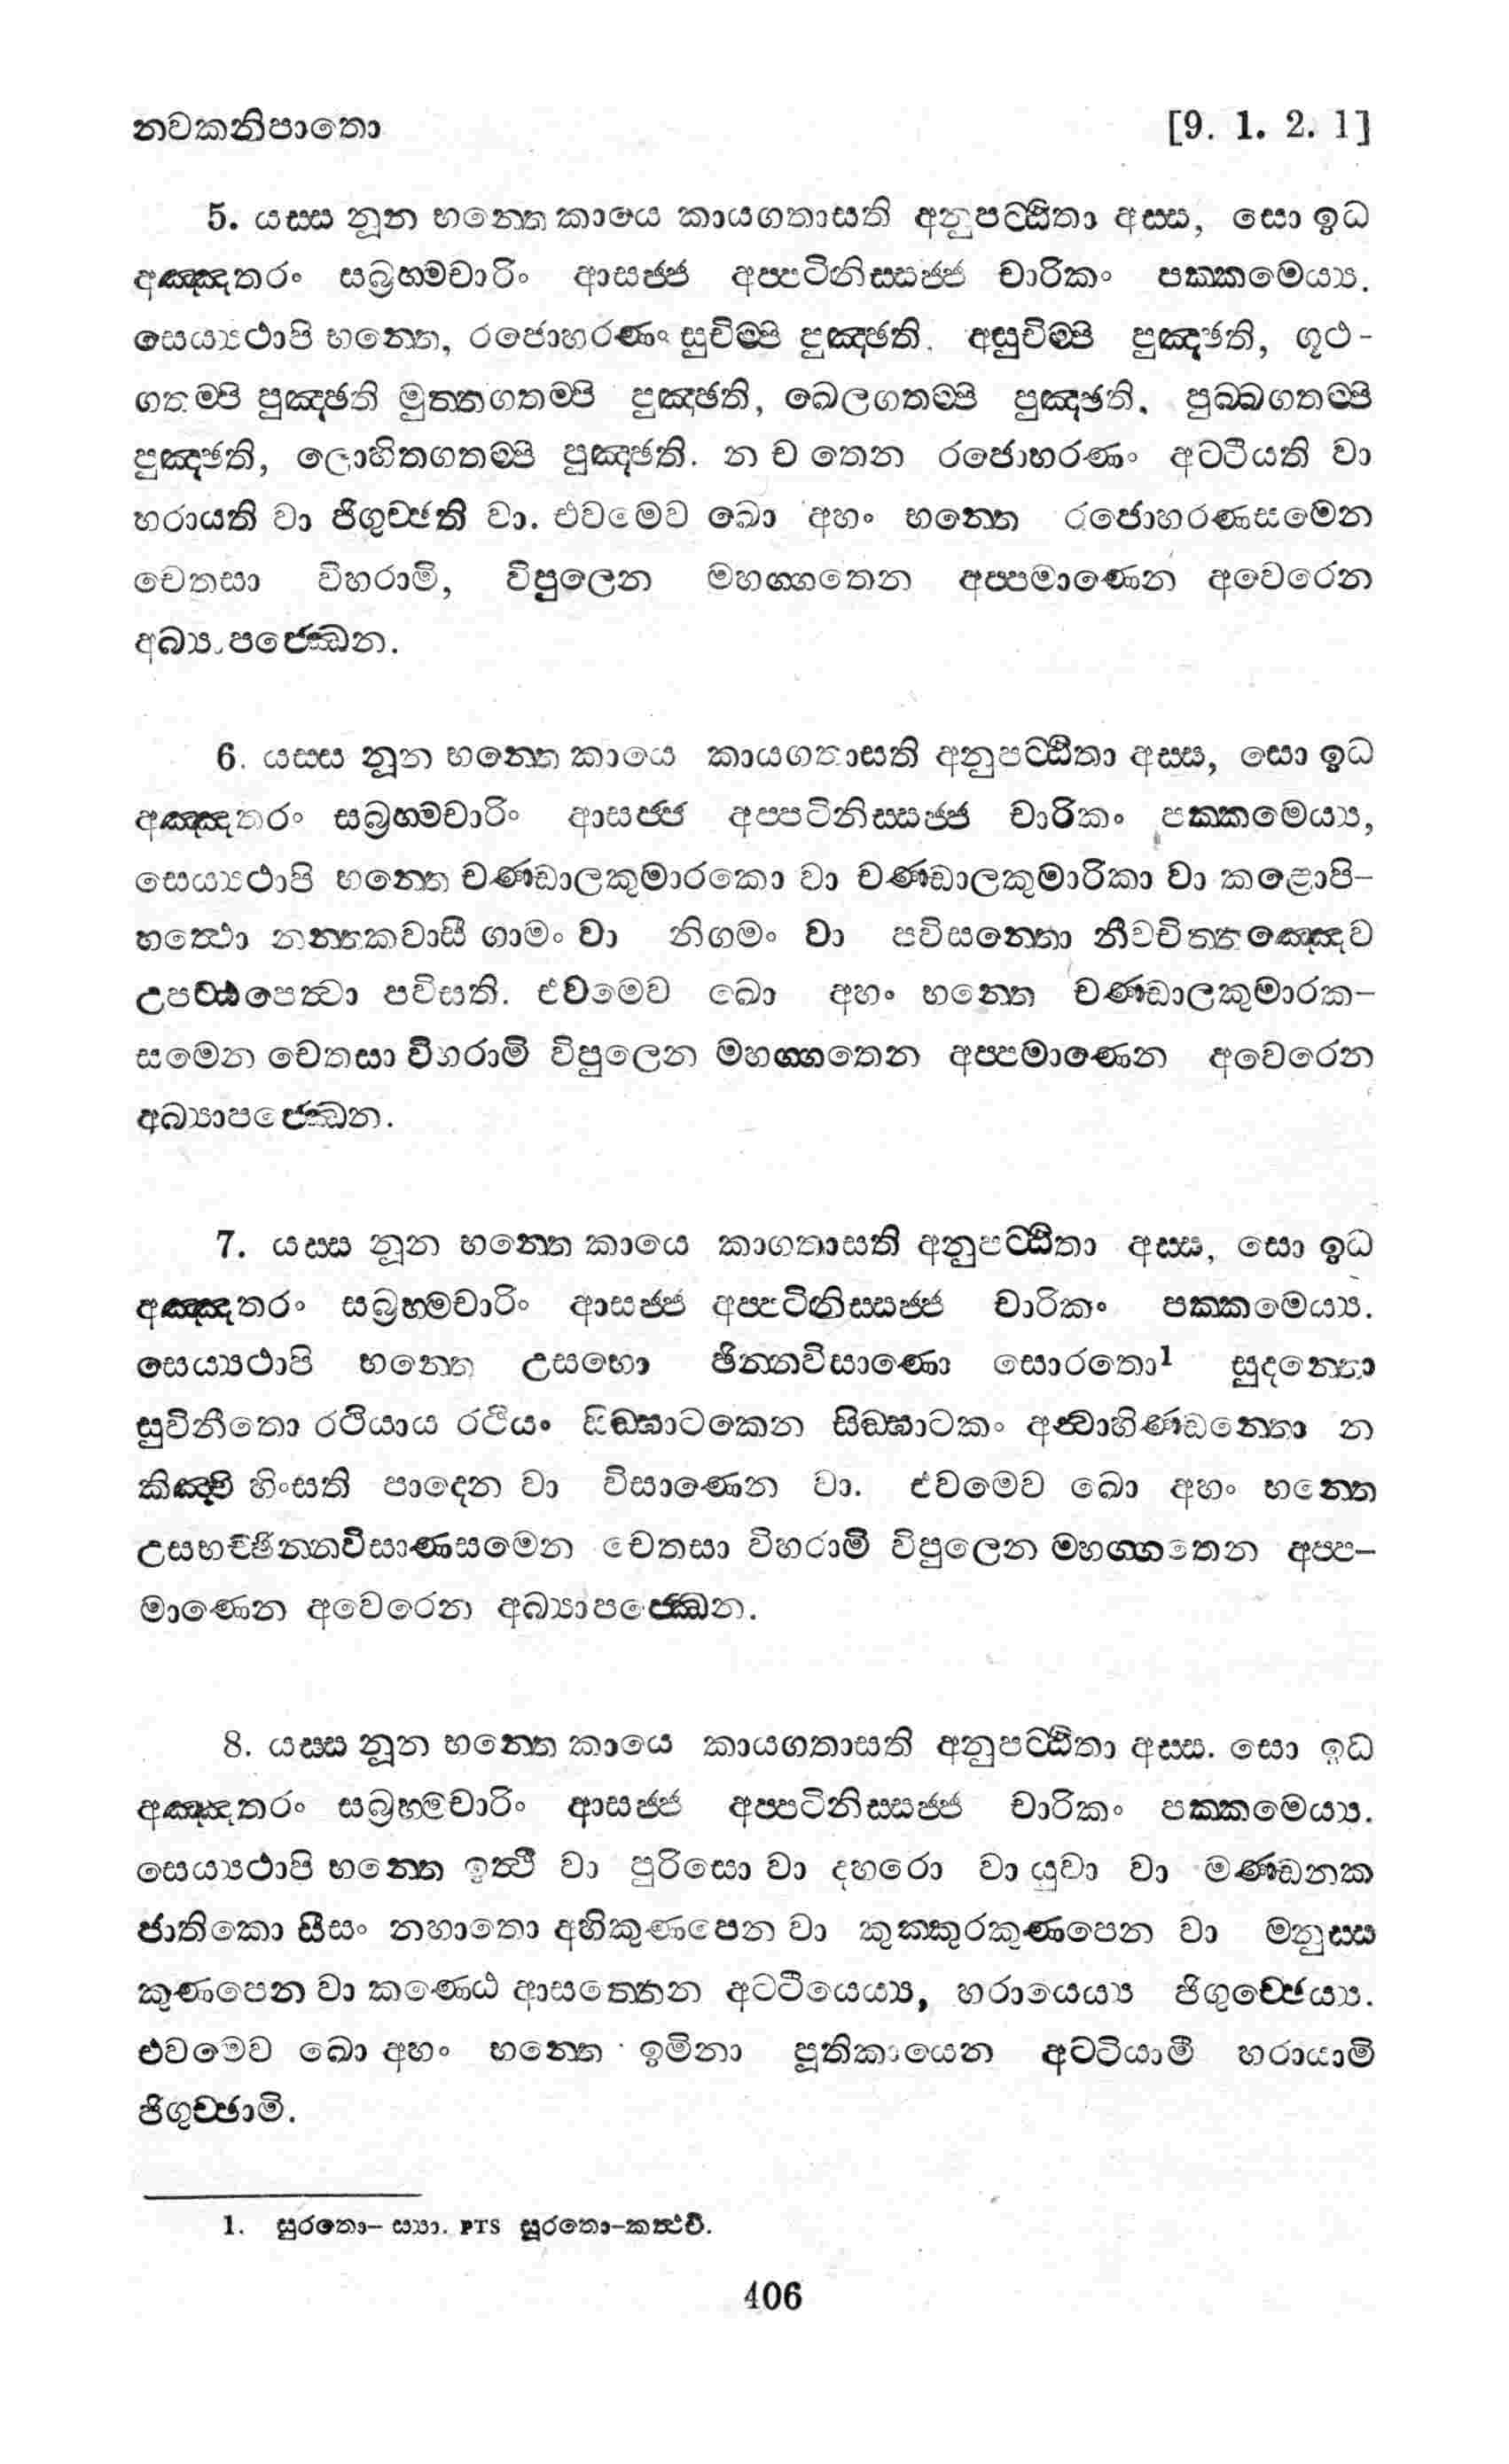 නවකනිපාතො [9. 1. 2. 1]
5. යස්ස නූන භන්තෙ කායෙ කායගතාසති අනුපට්ඨිතා අස්ස, සො ඉධ
අඤ්ඤතරං සබ්‍රහ්මචාරිං ආසජ්ජ අප්පටිනිස්සජ්ජ චාරිකං පක්කමෙය්‍ය.
සෙය්‍යථාපි භන්තෙ, රජොහරණං සුචිම්පි පුඤ්ඡති. අසුචිම්පි පුඤ්ඡති, ගූථ-
ගතම්පි පුඤ්ඡති මුත්තගතම්පි පුඤ්ඡති, ඛෙලගතම්පි පුඤ්ඡති, පුබ්බගතම්පි
පුඤ්ඡති, ලොහිතගතම්පි පුඤ්ඡති. න ච තෙන රජොහරණං අට්ටීයති වා
හරායති වා ජිගුච්ඡති වා. එවමෙව ඛො අහං භන්තෙ රජොහරණසමෙන
චෙතසා විහරාමි, විපුලෙන මහග්ගතෙන අප්පමාණෙන අවෙරෙන
අබ්‍යාපජ්ඣෙන.
6. යස්ස නූන භන්තෙ කායෙ කායගතාසති අනුපට්ඨිතා අස්ස, සො ඉධ
අඤ්ඤතරං සබ්‍රහ්මචාරිං ආසජ්ජ අප්පටිනිස්සජ්ජ චාරිකං පක්කමෙය්‍ය,
සෙය්‍යථාපි භන්තෙ චණ්ඩාලකුමාරකො වා චණ්ඩාලකුමාරිකා වා කළොපි-
හත්ථො නන්තකවාසී ගාමං වා නිගමං වා පවිසන්තො නීචචිත්තඤ්ඤෙව
උපට්ඨපෙත්වා පවිසති. එවමෙව ඛො අහං භන්තෙ චණ්ඩාලකුමාරක-
සමෙන චෙතසා විහරාමි විපුලෙන මහග්ගතෙන අප්පමාණෙන අවෙරෙන
අබ්‍යාපජ්ඣෙන.
7. යස්ස නූන භන්තෙ කායෙ කාගතාසති අනුපට්ඨිතා අස්ස, සො ඉධ
අඤ්ඤතරං සබ්‍රහ්මචාරිං ආසජ්ජ අප්පටිනිස්සජ්ජ චාරිකං පක්කමෙය්‍ය.
සෙය්‍යථාපි භන්තෙ උසභො ඡින්නවිසාණො සොරතො1 සුදන්තො
සුවිනීතො රථියාය රථියං සිඞ්ඝාටකෙන සිඞ්ඝාටකං අන්වාහිණ්ඩන්තො න
කිඤ්චි හිංසති පාදෙන වා විසාණෙන වා. එවමෙව ඛො අහං භන්තෙ
උසභච්ඡින්නවිසාණසමෙන චෙතසා විහරාමි විපුලෙන මහග්ගතෙන අප්ප-
මාණෙන අවෙරෙන අබ්‍යාපජ්ඣෙන.
8. යස්ස නූන භන්තෙ කායෙ කායගතාසති අනුපට්ඨිතා අස්ස. සො ඉධ
අඤ්ඤතරං සබ්‍රහ්මචාරිං ආසජ්ජ අප්පටිනිස්සජ්ජ චාරිකං පක්කමෙය්‍ය.
සෙය්‍යථාපි භන්තෙ ඉත්ථි වා පුරිසො වා දහරො වා යුවා වා මණ්ඩනක
ජාතිකො සීසං නහාතො අහිකුණපෙන වා කුක්කුරකුණපෙන වා මනුස්ස
කුණපෙන වා කණ්ඨෙ ආසත්තෙන අට්ටීයෙය්‍ය, හරායෙය්‍ය ජිගුච්ඡෙය්‍ය.
එවමෙව ඛො අහං භන්තෙ ඉමිනා පූතිකායෙන අට්ටියාමි හරායාමි
ජිගුච්ඡාමි.
1. සුරතො- ස්‍යා. PTS සූරතො-කත්ථචි.
406